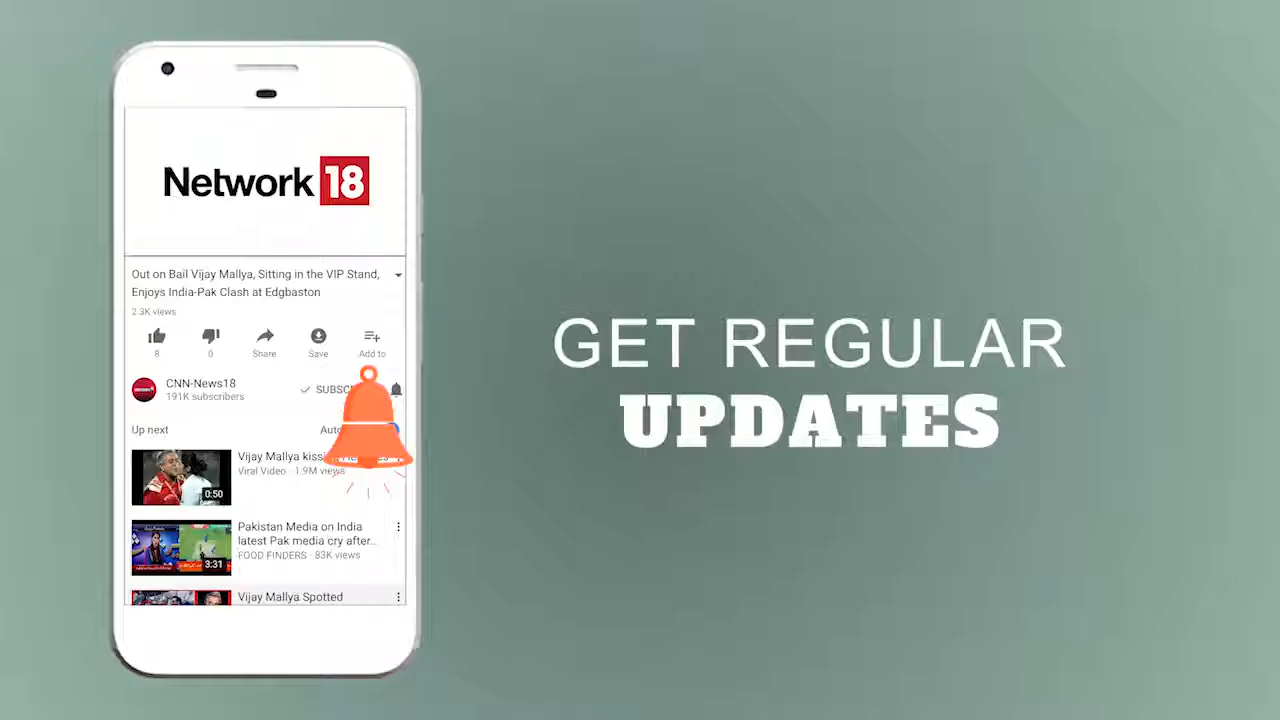 Network 18
Out on Bail Vijay Mallya, Sitting in the VIP Stand,
Enjoys India-Pak Clash at Edgbaston
2.3K views
8
0
Share
Save
Add to
CNN-News18
191K subscribers
Up next
Vijay Mallya
Viral Video · 1.9M views
0:50
Pakistan Media on India
latest Pak media cry after...
FOOD FINDERS · 83K views
3:31
Vijay Mallya Spotted
GET REGULAR
UPDATES